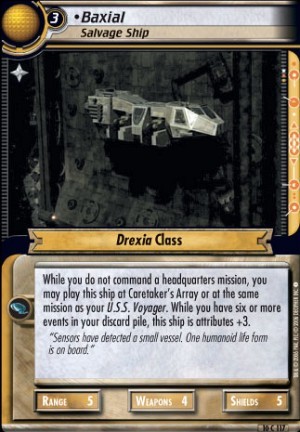 3
•Baxial
Salvage Ship
Drexia Class
While you do not command a headquarters mission, you
may play this ship at Caretaker's Array or at the same
mission as your U.S.S. Voyager. While you have six or more
events in your discard pile, this ship is attributes +3.
"Sensors have detected a small vessel. One humanoid life form
is on board."
RANGE 5 WEAPONS 4 SHIELDS 5
10 C 117